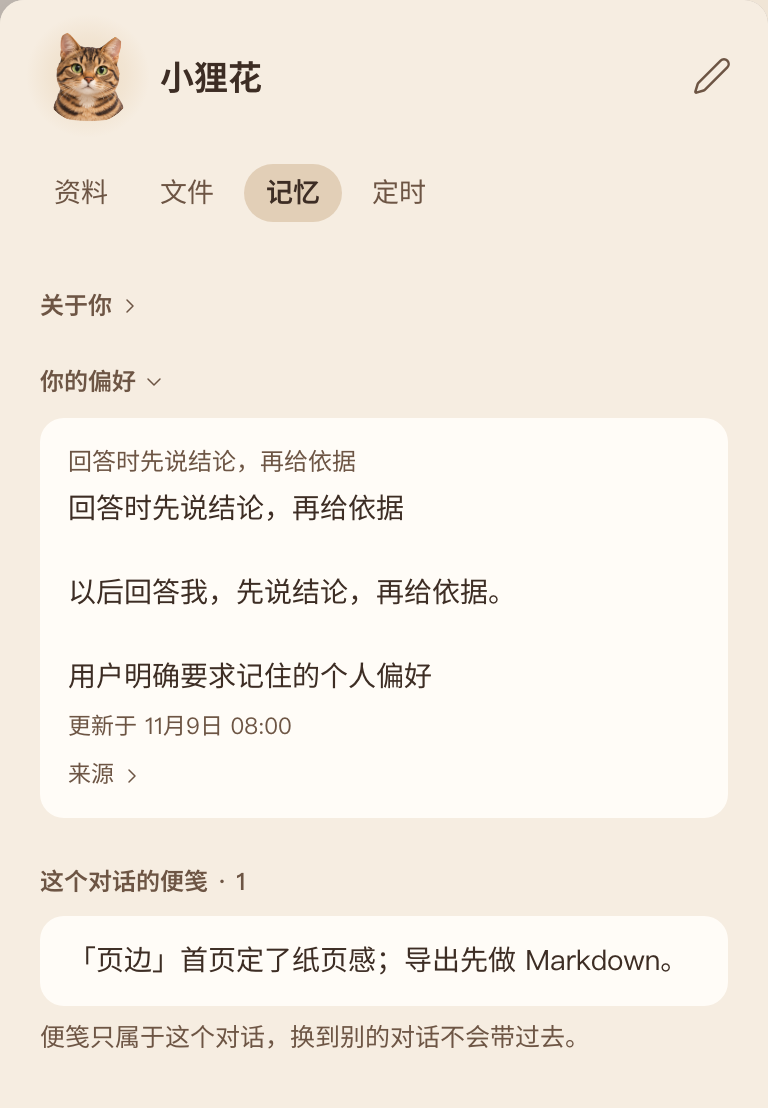 小狸花
资料 文件 记忆 定时
关于你
你的偏好
回答时先说结论，再给依据
回答时先说结论，再给依据
以后回答我，先说结论，再给依据。
用户明确要求记住的个人偏好
更新于 11月9日 08:00
来源
这个对话的便笺 · 1
「页边」首页定了纸页感；导出先做 Markdown。
便笺只属于这个对话，换到别的对话不会带过去。